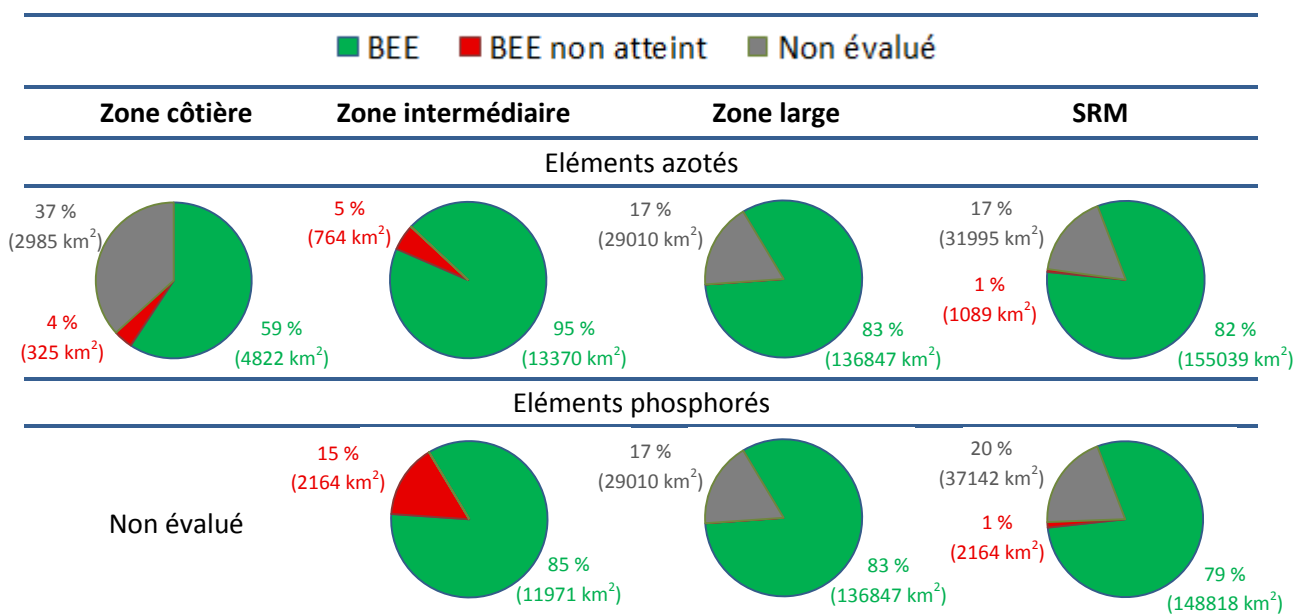 BEE BEE non atteint Non évalué
Zone côtière Zone intermédiaire Zone large SRM
Eléments azotés
37 %
(2985 km²)
4 %
(325 km²)
59 %
(4822 km²)
5 %
(764 km²)
95 %
(13370 km²)
17 %
(29010 km²)
83 %
(136847 km²)
17 %
(31995 km²)
1 %
(1089 km²)
82 %
(155039 km²)
Eléments phosphorés
Non évalué
15 %
(2164 km²)
85 %
(11971 km²)
17 %
(29010 km²)
83 %
(136847 km²)
20 %
(37142 km²)
1 %
(2164 km²)
79 %
(148818 km²)